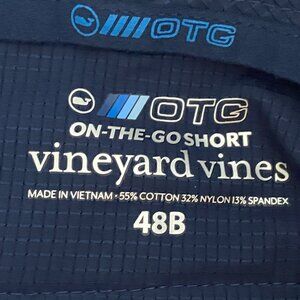 OTG
OTG
ON-THE-GO SHORT
vineyard vines
MADE IN VIETNAM • 55% COTTON 32% NYLON 13% SPANDEX
48B